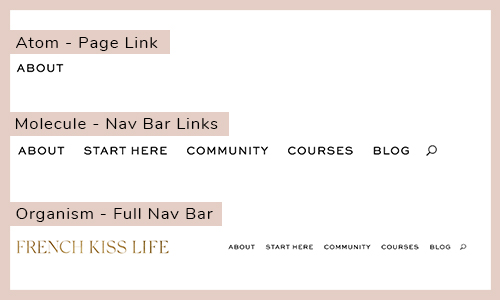 Atom - Page Link
ABOUT
Molecule - Nav Bar Links
ABOUT START HERE COMMUNITY COURSES BLOG
Organism - Full Nav Bar
FRENCH KISS LIFE ABOUT START HERE COMMUNITY COURSES BLOG